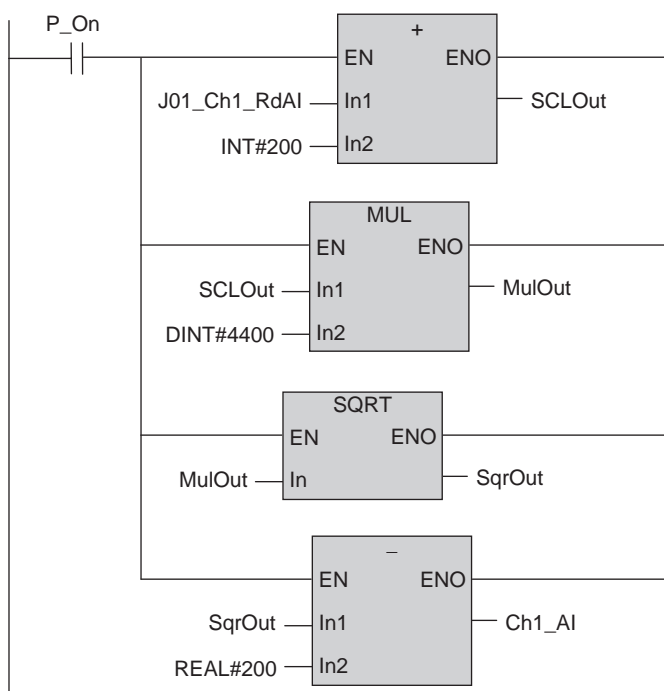 P_On
+
EN ENO
J01_Ch1_RdAI In1 SCLOut
INT#200 In2
MUL
EN ENO
SCLOut In1 MulOut
DINT#4400 In2
SQRT
EN ENO
MulOut In SqrOut
−
EN ENO
SqrOut In1 Ch1_AI
REAL#200 In2